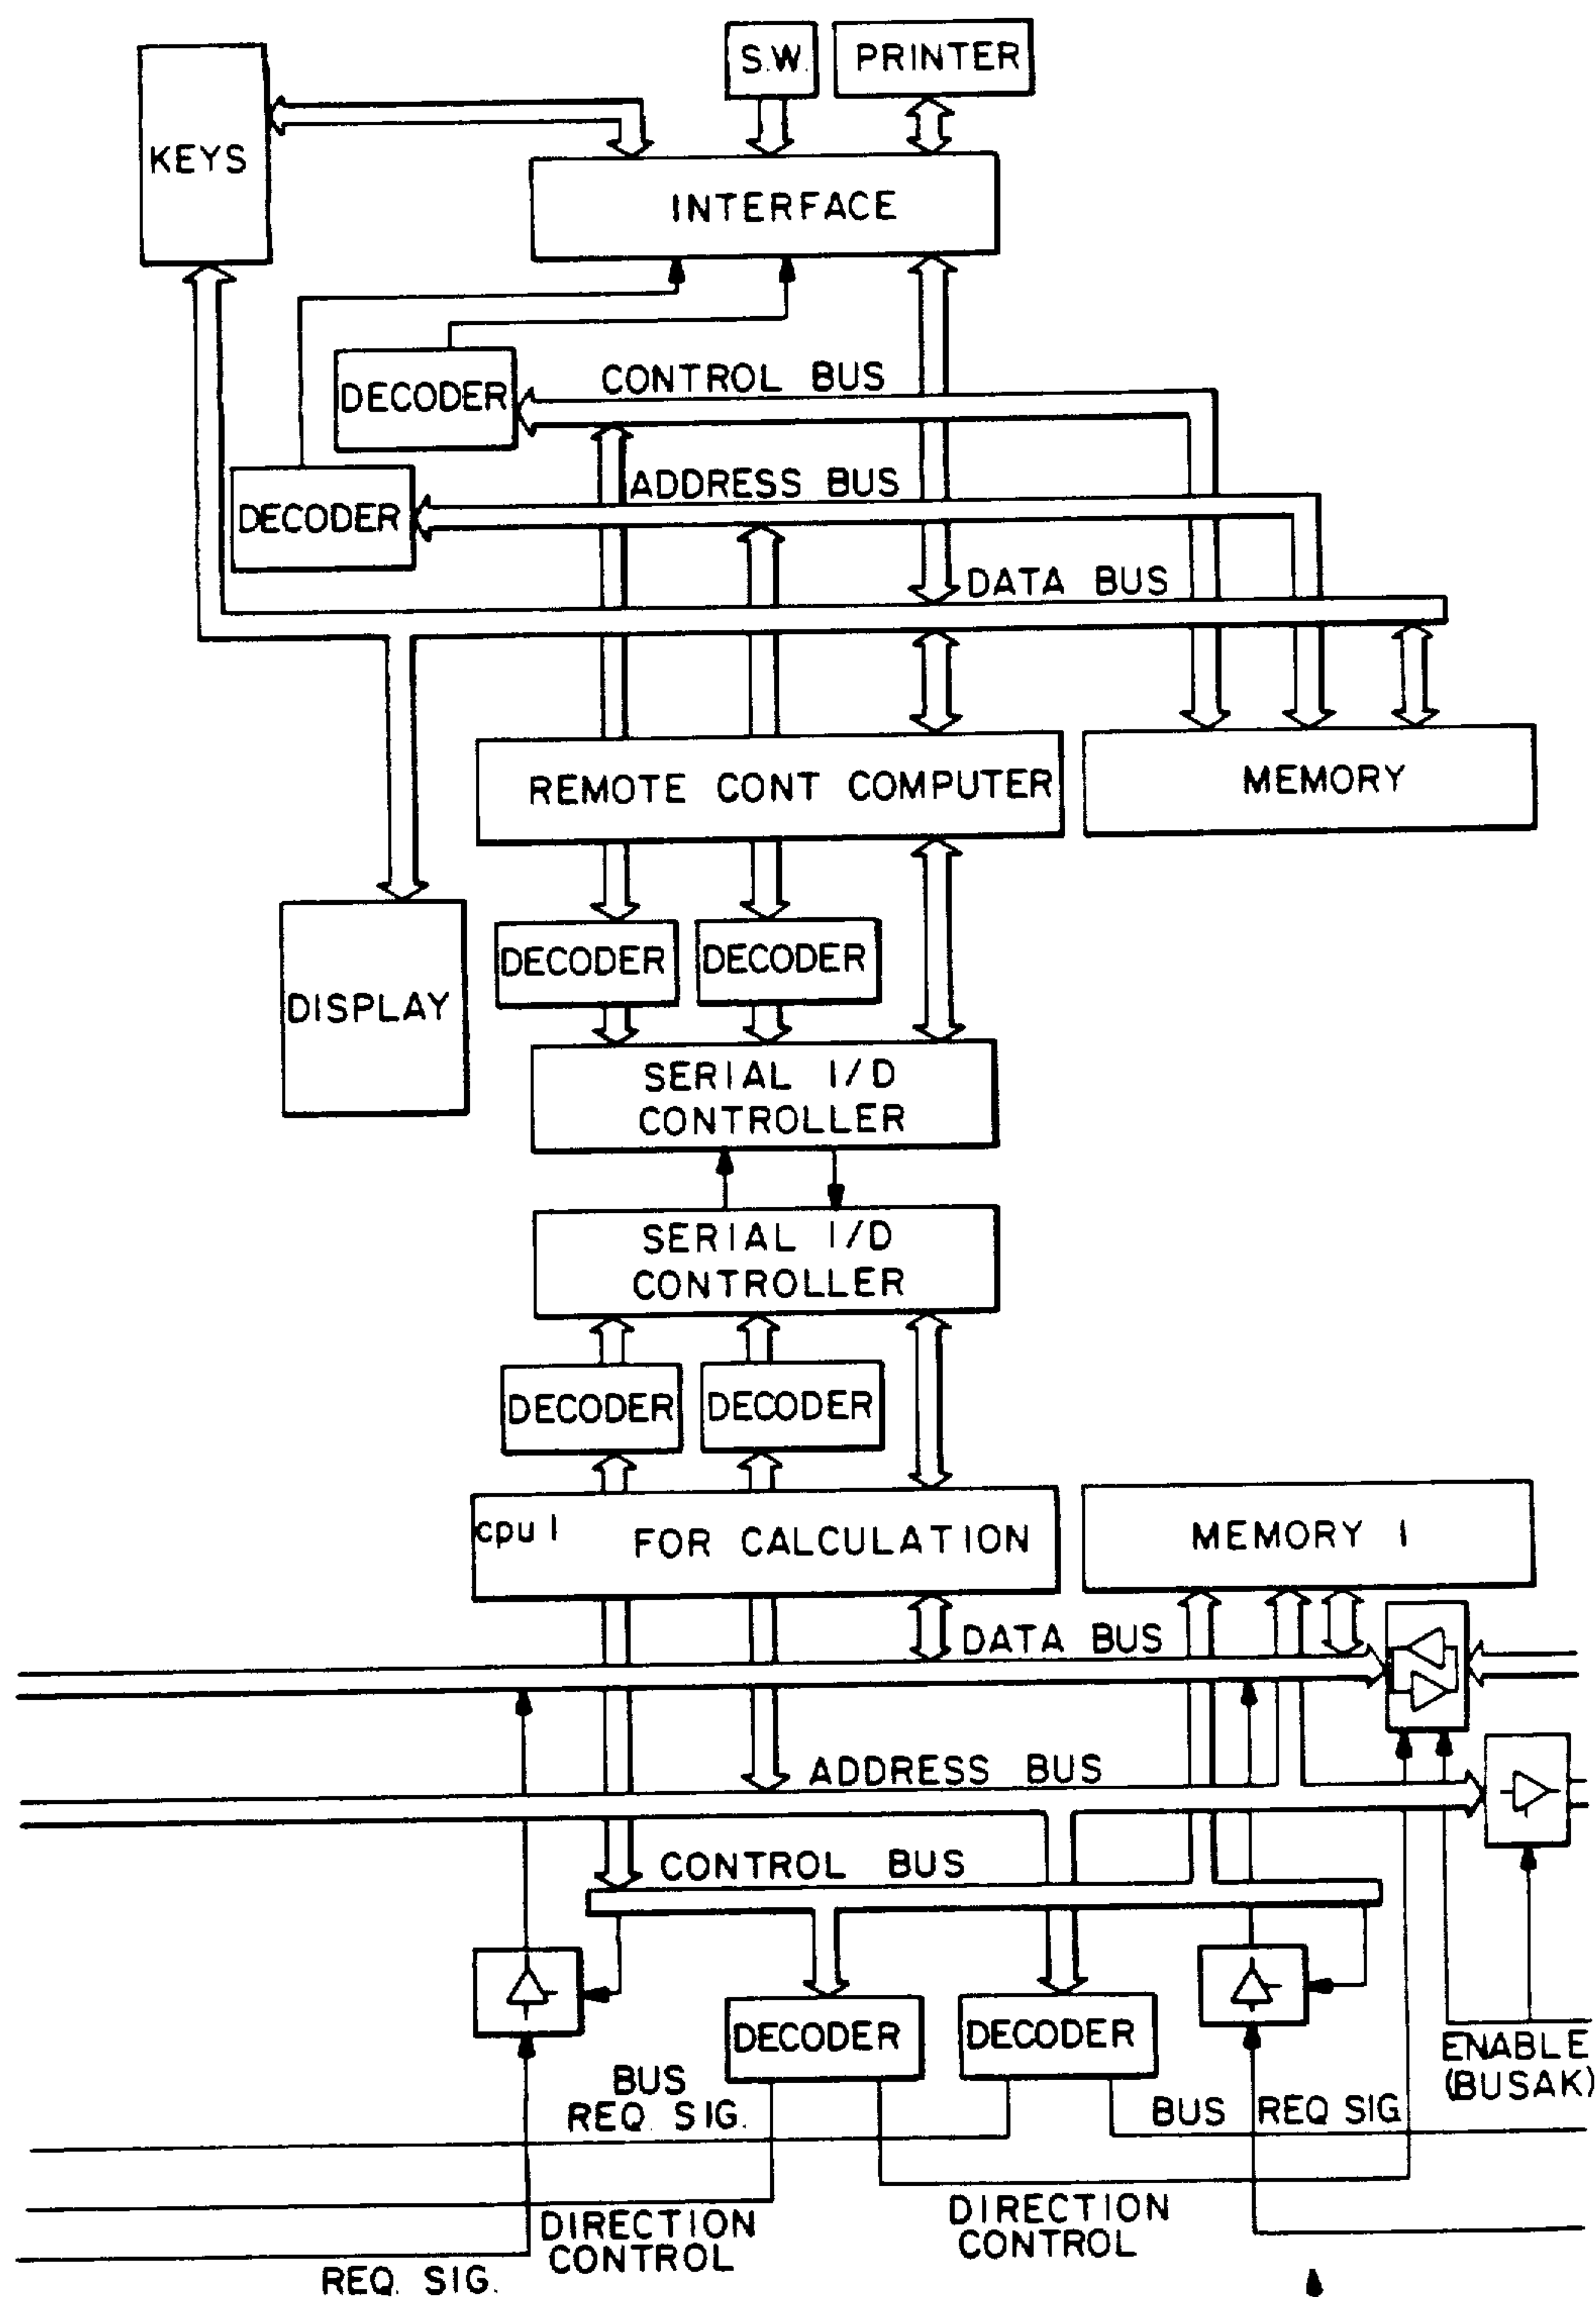 S.W.
PRINTER
KEYS
INTERFACE
DECODER
CONTROL BUS
DECODER
ADDRESS BUS
DATA BUS
REMOTE CONT COMPUTER
MEMORY
DECODER
DECODER
DISPLAY
SERIAL I/D
CONTROLLER
SERIAL I/D
CONTROLLER
DECODER
DECODER
cpu 1
FOR CALCULATION
MEMORY 1
DATA BUS
ADDRESS BUS
CONTROL BUS
DECODER
DECODER
ENABLE
(BUSAK)
BUS
REQ. SIG.
BUS REQ SIG
DIRECTION
CONTROL
DIRECTION
CONTROL
REQ. SIG.